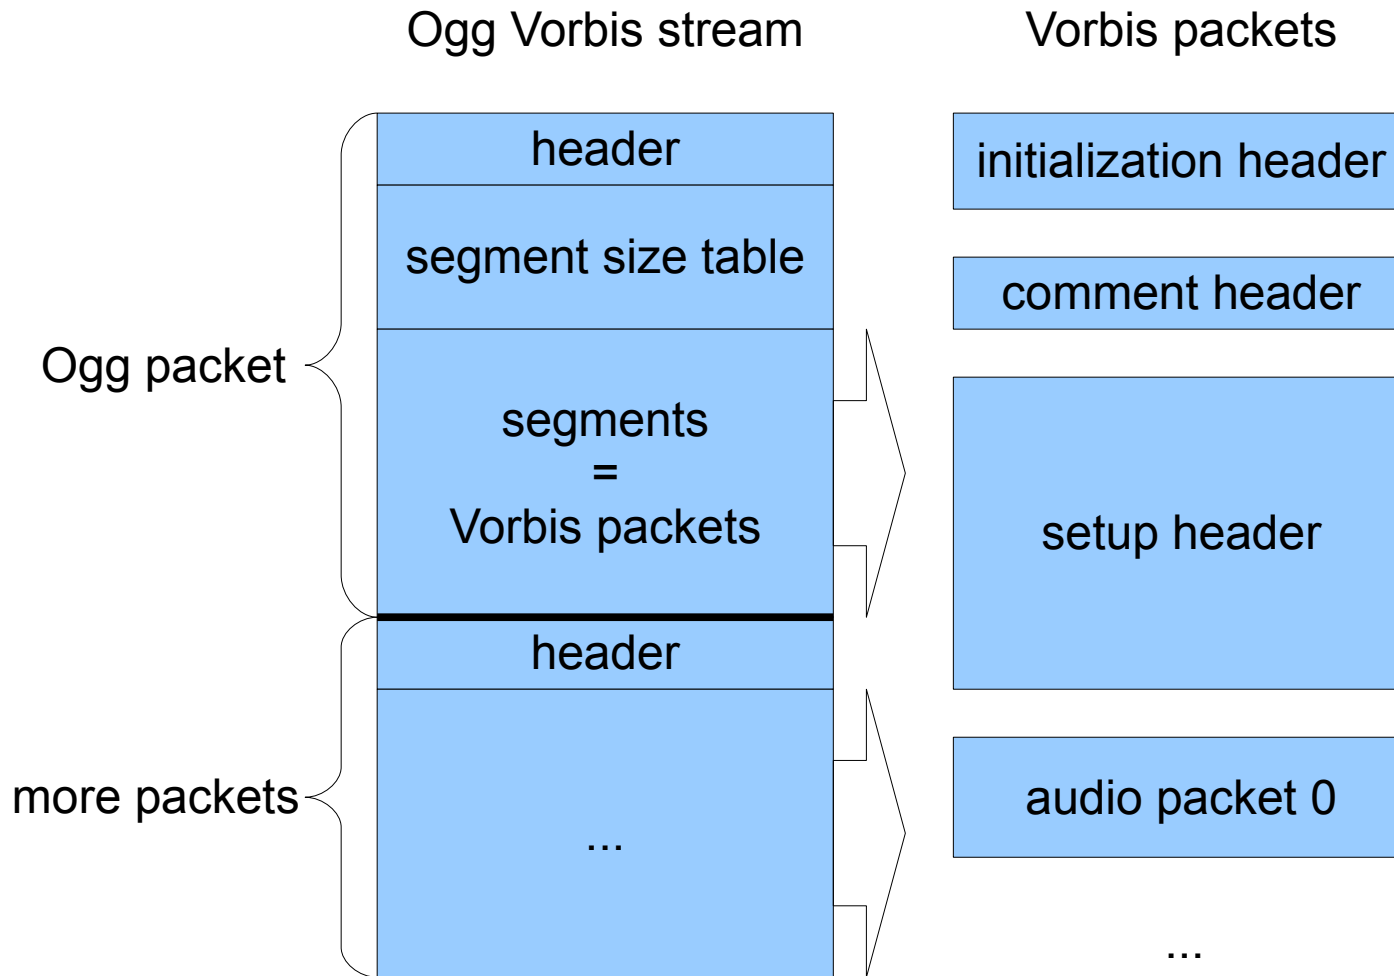 Ogg Vorbis stream
Vorbis packets
header
segment size table
Ogg packet
segments
=
Vorbis packets
header
more packets
...
initialization header
comment header
setup header
audio packet 0
...